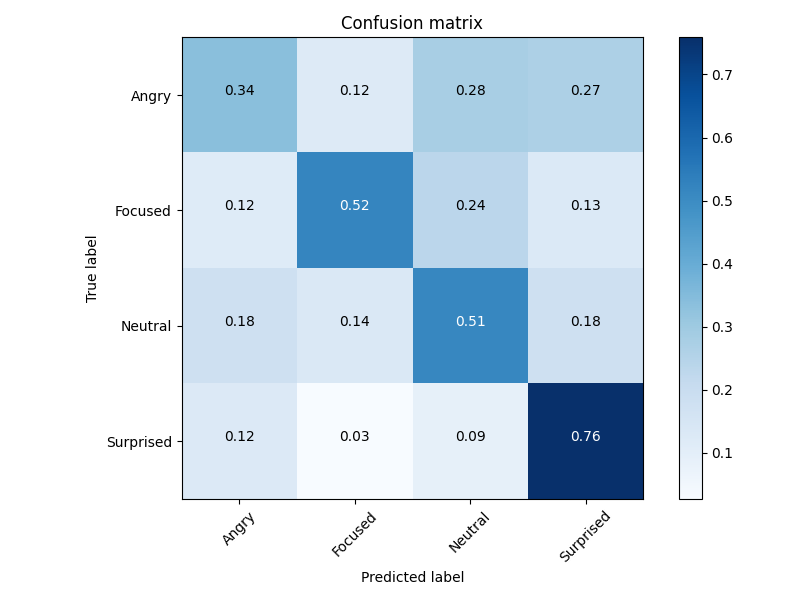 Confusion matrix
Angry 0.34 0.12 0.28 0.27
Focused 0.12 0.52 0.24 0.13
Neutral 0.18 0.14 0.51 0.18
Surprised 0.12 0.03 0.09 0.76
True label
Angry Focused Neutral Surprised
Predicted label
0.7
0.6
0.5
0.4
0.3
0.2
0.1